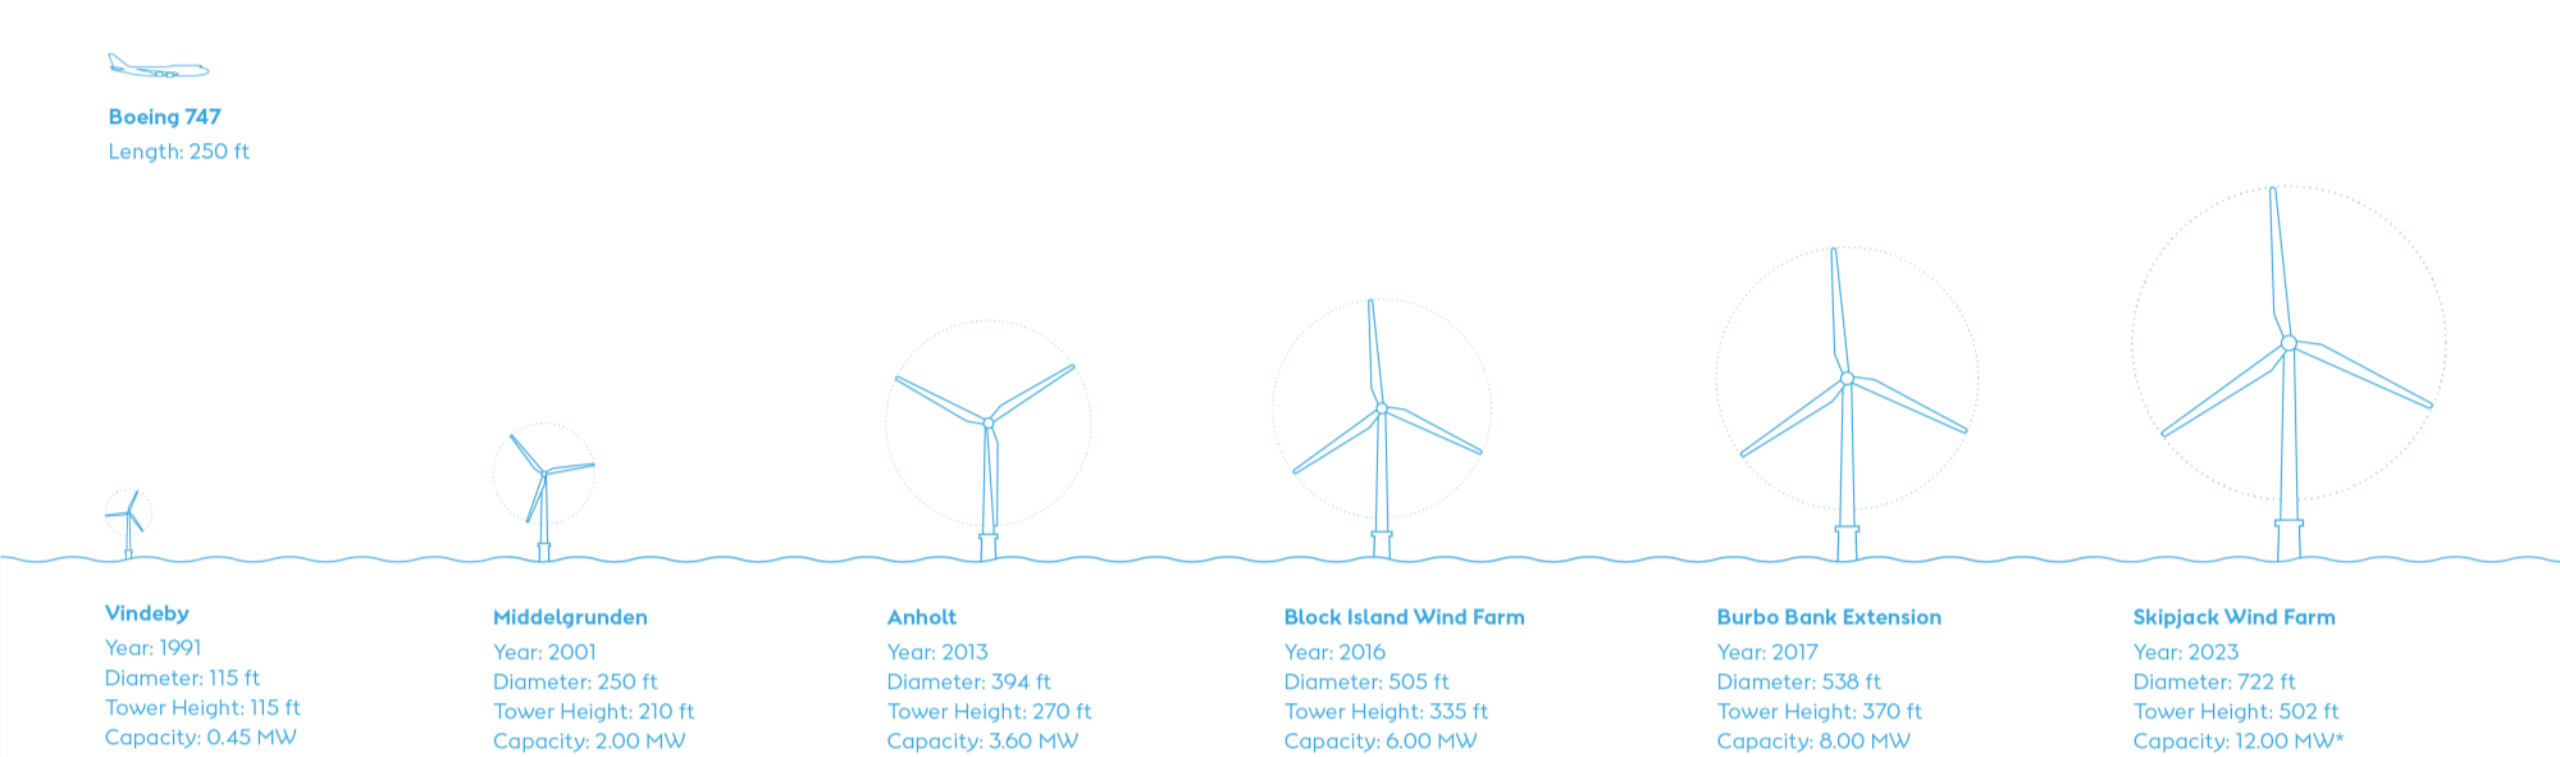 Boeing 747
Length: 250 ft
Vindeby
Year: 1991
Diameter: 115 ft
Tower Height: 115 ft
Capacity: 0.45 MW
Middelgrunden
Year: 2001
Diameter: 250 ft
Tower Height: 210 ft
Capacity: 2.00 MW
Anholt
Year: 2013
Diameter: 394 ft
Tower Height: 270 ft
Capacity: 3.60 MW
Block Island Wind Farm
Year: 2016
Diameter: 505 ft
Tower Height: 335 ft
Capacity: 6.00 MW
Burbo Bank Extension
Year: 2017
Diameter: 538 ft
Tower Height: 370 ft
Capacity: 8.00 MW
Skipjack Wind Farm
Year: 2023
Diameter: 722 ft
Tower Height: 502 ft
Capacity: 12.00 MW*